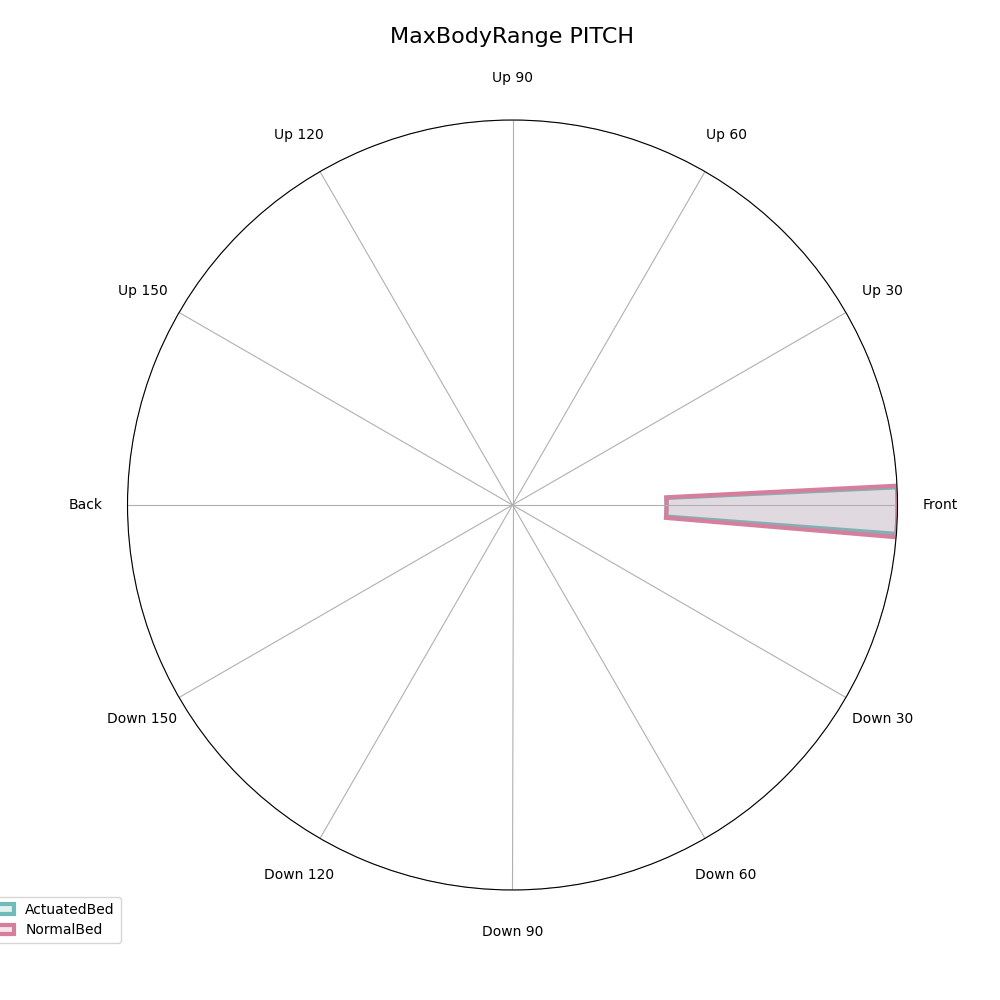 MaxBodyRange PITCH
Up 90
Up 120
Up 60
Up 150
Up 30
Back
Front
Down 150
Down 30
Down 120
Down 60
ActuatedBed
NormalBed
Down 90